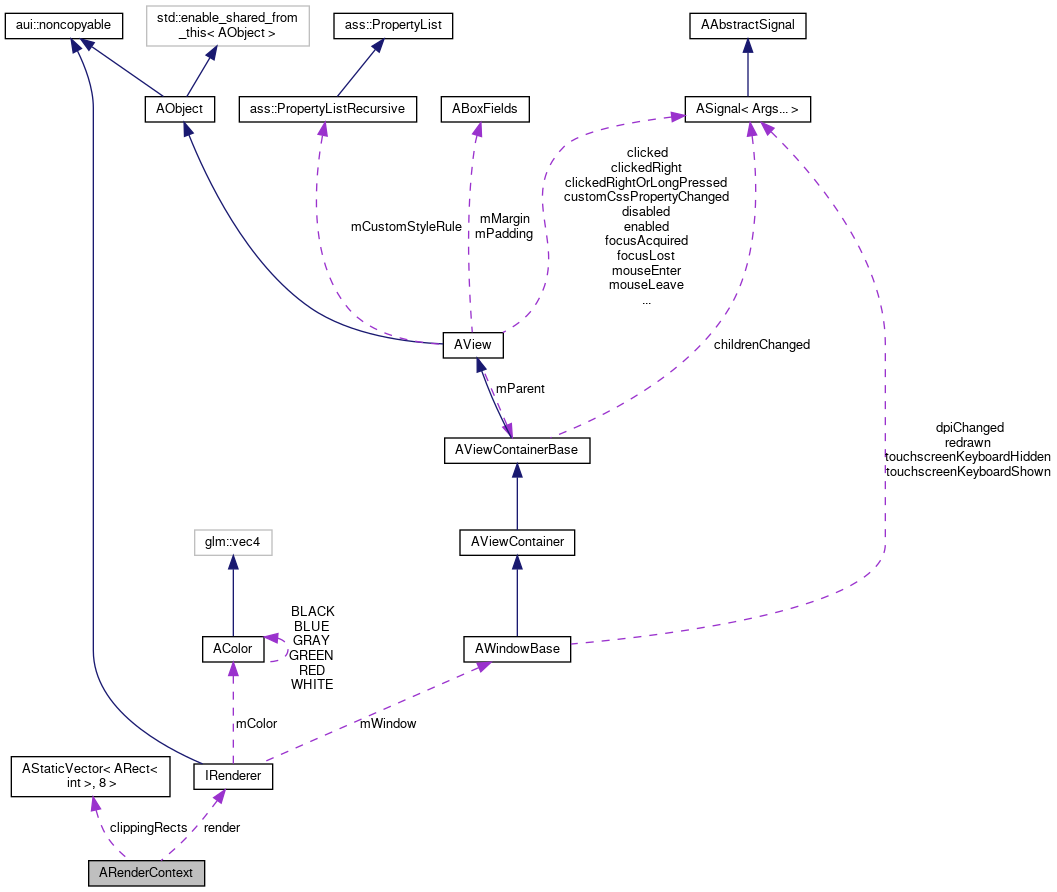 aui::noncopyable
std::enable_shared_from
_this< AObject >
ass::PropertyList
AAbstractSignal
AObject
ass::PropertyListRecursive
ABoxFields
ASignal< Args... >
clicked
clickedRight
clickedRightOrLongPressed
customCssPropertyChanged
disabled
enabled
focusAcquired
focusLost
mouseEnter
mouseLeave
...
mCustomStyleRule
mMargin
mPadding
AView
childrenChanged
mParent
AViewContainerBase
dpiChanged
redrawn
touchscreenKeyboardHidden
touchscreenKeyboardShown
glm::vec4
AViewContainer
BLACK
BLUE
GRAY
GREEN
RED
WHITE
AColor
AWindowBase
mColor
mWindow
AStaticVector< ARect<
int >, 8 >
IRenderer
clippingRects
render
ARenderContext